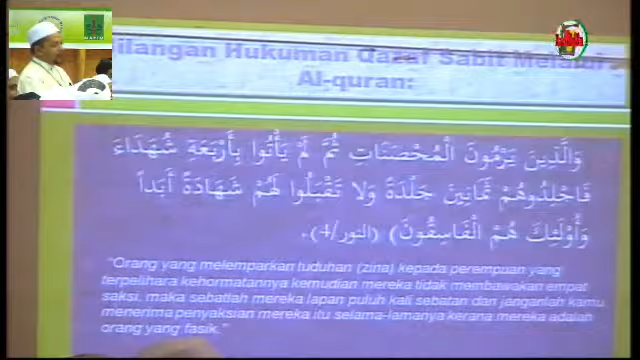 Bilangan Hukuman Qazaf Sabit Melalui
Al-quran:
وَالَّذِينَ يَرْمُونَ الْمُحْصَنَاتِ ثُمَّ لَمْ يَأْتُوا بِأَرْبَعَةِ شُهَدَاءَ
فَاجْلِدُوهُمْ ثَمَانِينَ جَلْدَةً وَلَا تَقْبَلُوا لَهُمْ شَهَادَةً أَبَداً
وَأُوْلَئِكَ هُمْ الْفَاسِقُونَ) (النور/4).
"Orang yang melemparkan tuduhan (zina) kepada perempuan yang
terpelihara kehormatannya kemudian mereka tidak membawakan empat
saksi, maka sebatlah mereka lapan puluh kali sebatan dan janganlah kamu
menerima penyaksian mereka itu selama-lamanya kerana mereka adalah
orang yang fasik."